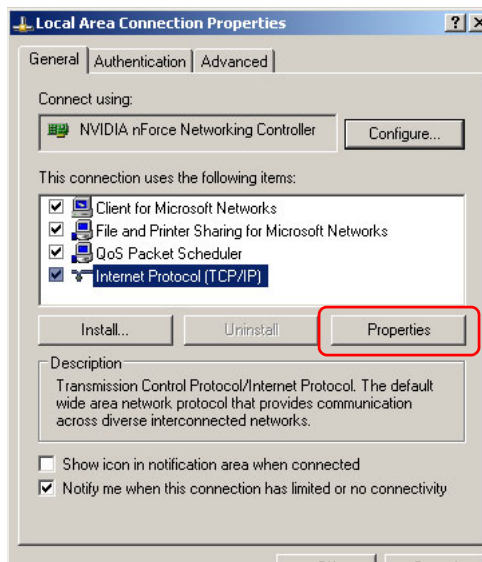 Local Area Connection Properties ? X
General Authentication Advanced
Connect using:
NVIDIA nForce Networking Controller Configure...
This connection uses the following items:
Client for Microsoft Networks
File and Printer Sharing for Microsoft Networks
QoS Packet Scheduler
Internet Protocol (TCP/IP)
Install... Uninstall Properties
Description
Transmission Control Protocol/Internet Protocol. The default
wide area network protocol that provides communication
across diverse interconnected networks.
Show icon in notification area when connected
Notify me when this connection has limited or no connectivity